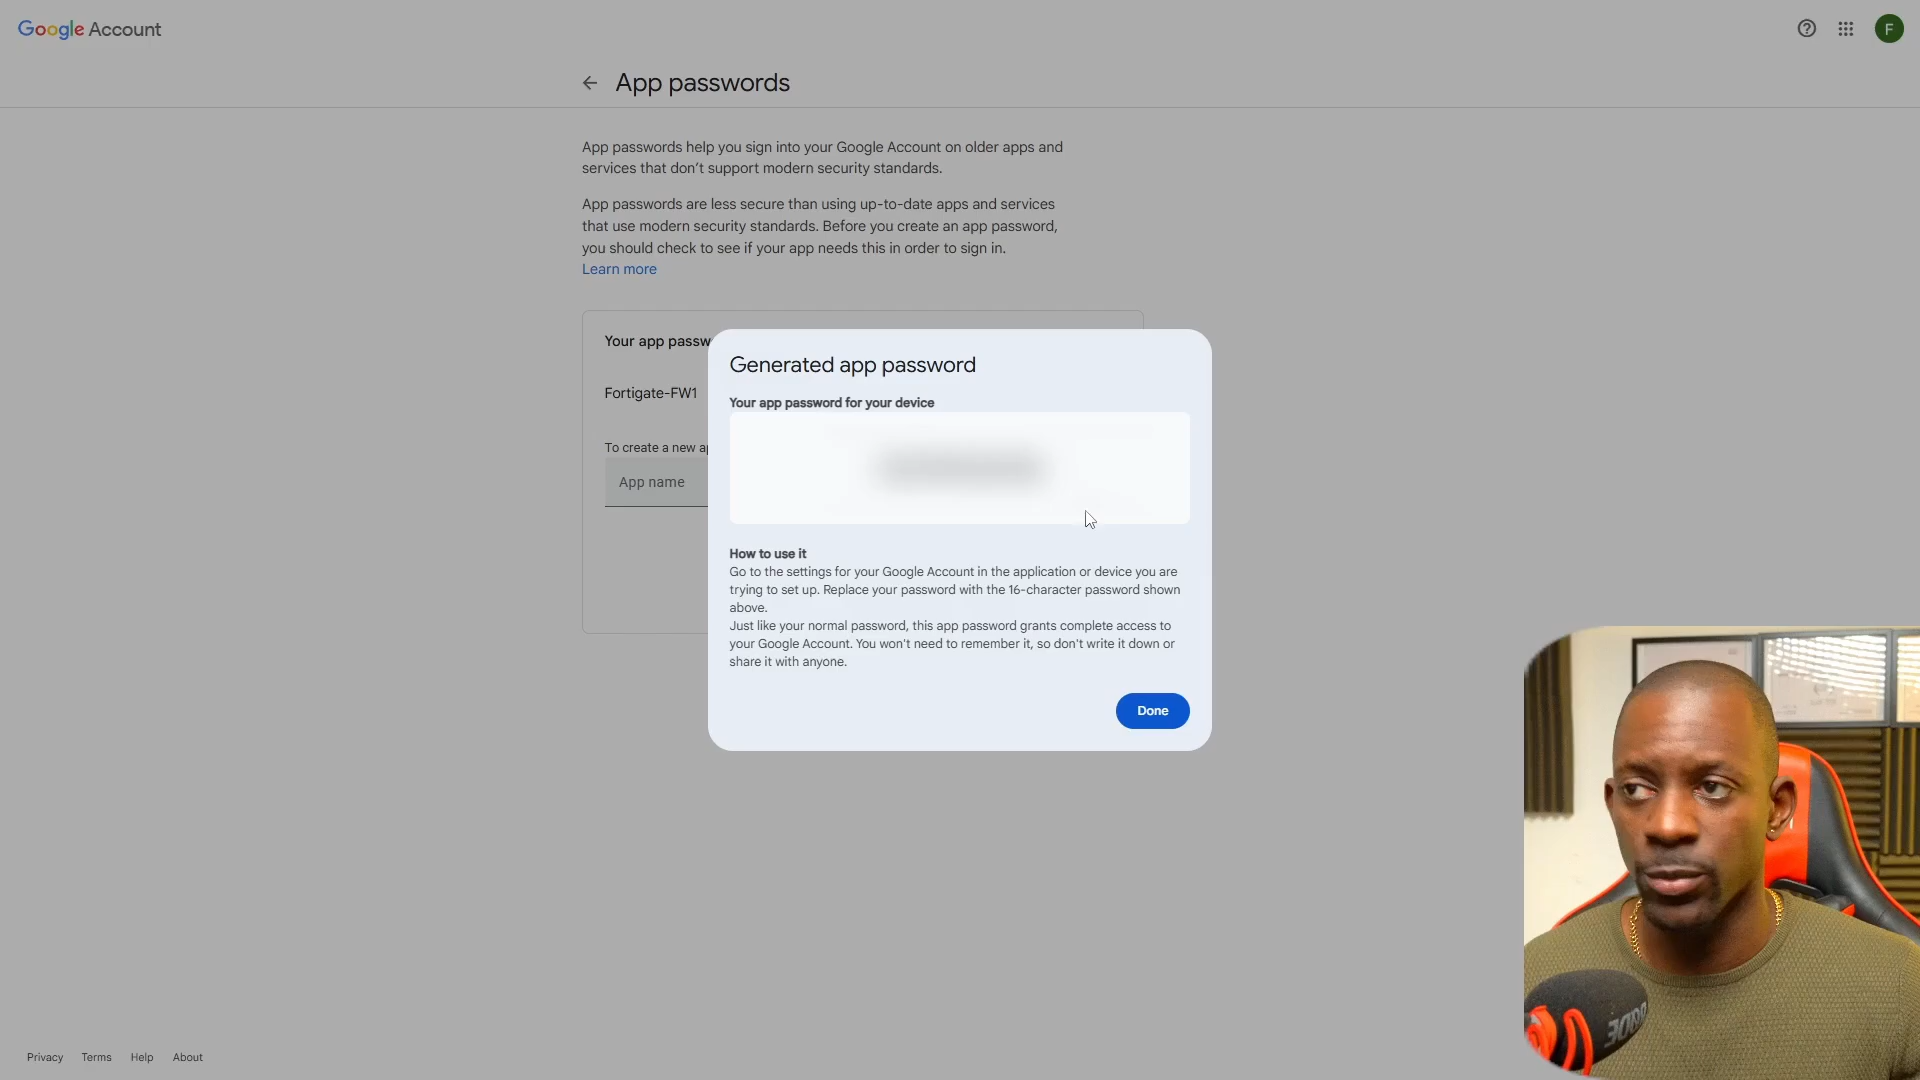 Google Account
F
App passwords
App passwords help you sign into your Google Account on older apps and
services that don’t support modern security standards.
App passwords are less secure than using up-to-date apps and services
that use modern security standards. Before you create an app password,
you should check to see if your app needs this in order to sign in.
Learn more
Your app passw
Fortigate-FW1
To create a new ap
App name
Generated app password
Your app password for your device
How to use it
Go to the settings for your Google Account in the application or device you are
trying to set up. Replace your password with the 16-character password shown
above.
Just like your normal password, this app password grants complete access to
your Google Account. You won't need to remember it, so don't write it down or
share it with anyone.
Done
RODE
Privacy Terms Help About